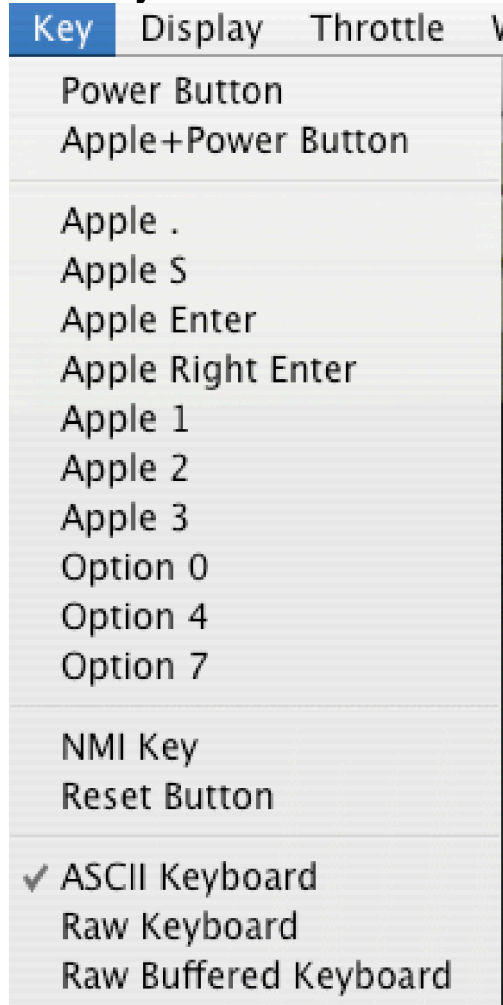 Key Display Throttle
Power Button
Apple+Power Button
Apple .
Apple S
Apple Enter
Apple Right Enter
Apple 1
Apple 2
Apple 3
Option 0
Option 4
Option 7
NMI Key
Reset Button
✓ ASCII Keyboard
Raw Keyboard
Raw Buffered Keyboard